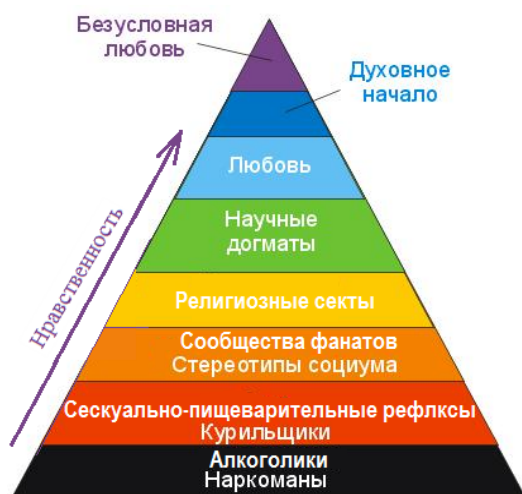 Безусловная
любовь
Духовное
начало
Любовь
Научные
догматы
Нравственность
Религиозные секты
Сообщества фанатов
Стереотипы социума
Сескуально-пищеварительные рефлксы
Курильщики
Алкоголики
Наркоманы